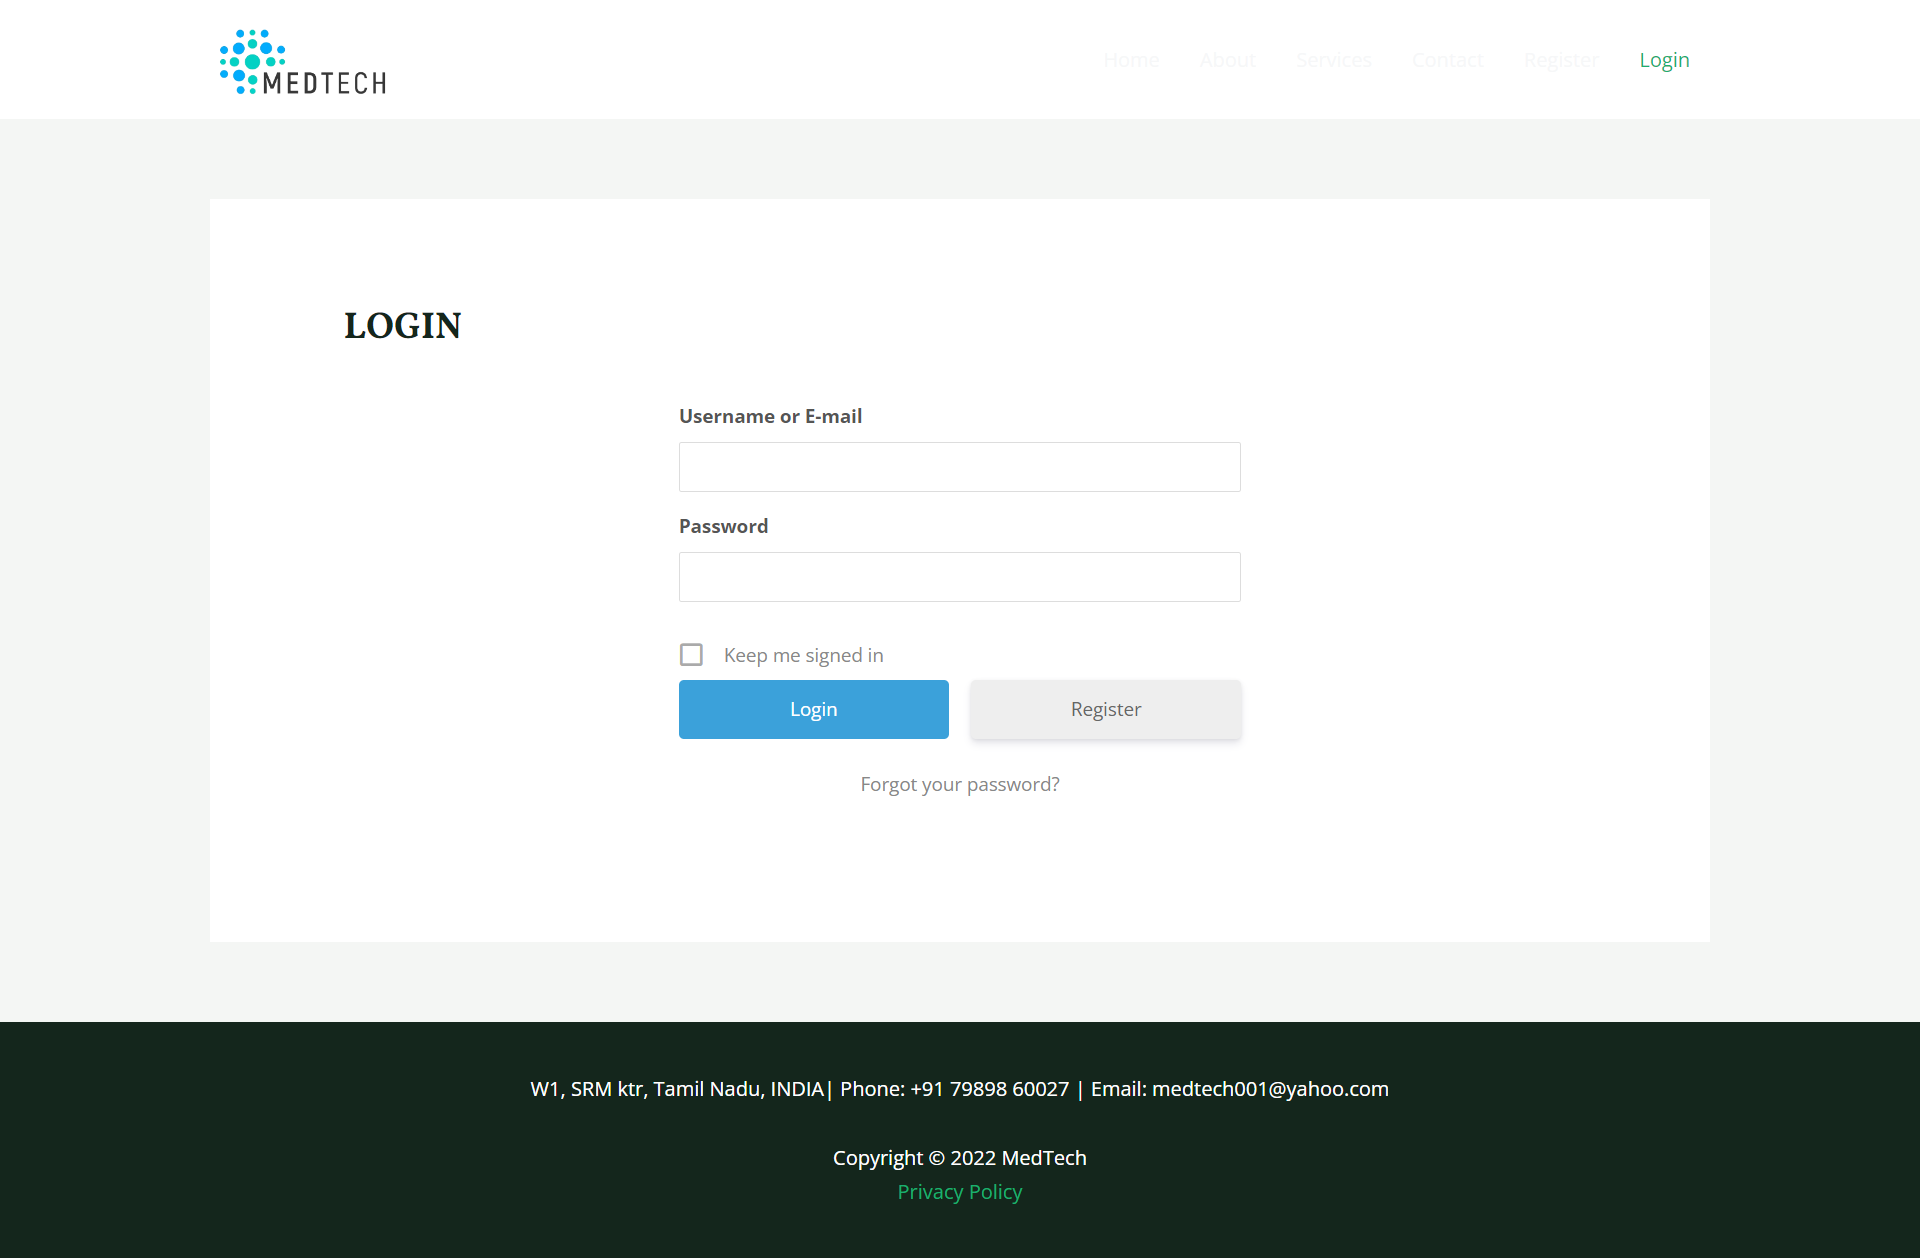 MEDTECH
Home About Services Contact Register Login
LOGIN
Username or E-mail
Password
Keep me signed in
Login Register
Forgot your password?
W1, SRM ktr, Tamil Nadu, INDIA| Phone: +91 79898 60027 | Email: medtech001@yahoo.com
Copyright © 2022 MedTech
Privacy Policy